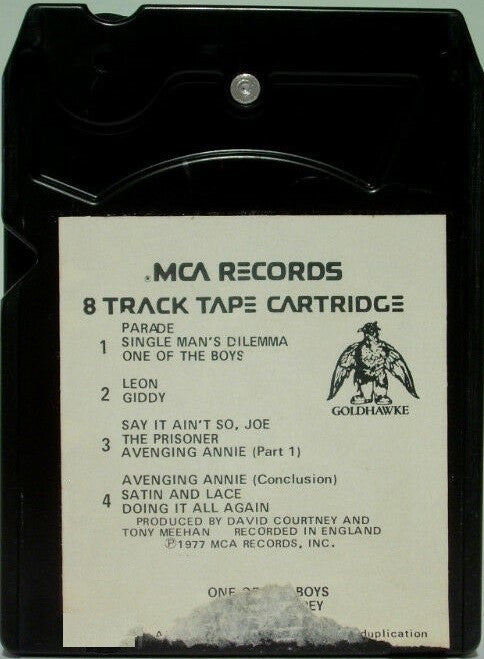 MCA RECORDS
8 TRACK TAPE CARTRIDGE
1
PARADE
SINGLE MAN'S DILEMMA
ONE OF THE BOYS
2
LEON
GIDDY
GOLDHAWKE
3
SAY IT AIN'T SO, JOE
THE PRISONER
AVENGING ANNIE (Part 1)
4
AVENGING ANNIE (Conclusion)
SATIN AND LACE
DOING IT ALL AGAIN
PRODUCED BY DAVID COURTNEY AND
TONY MEEHAN RECORDED IN ENGLAND
Ⓟ1977 MCA RECORDS, INC.
ONE BOYS
duplication